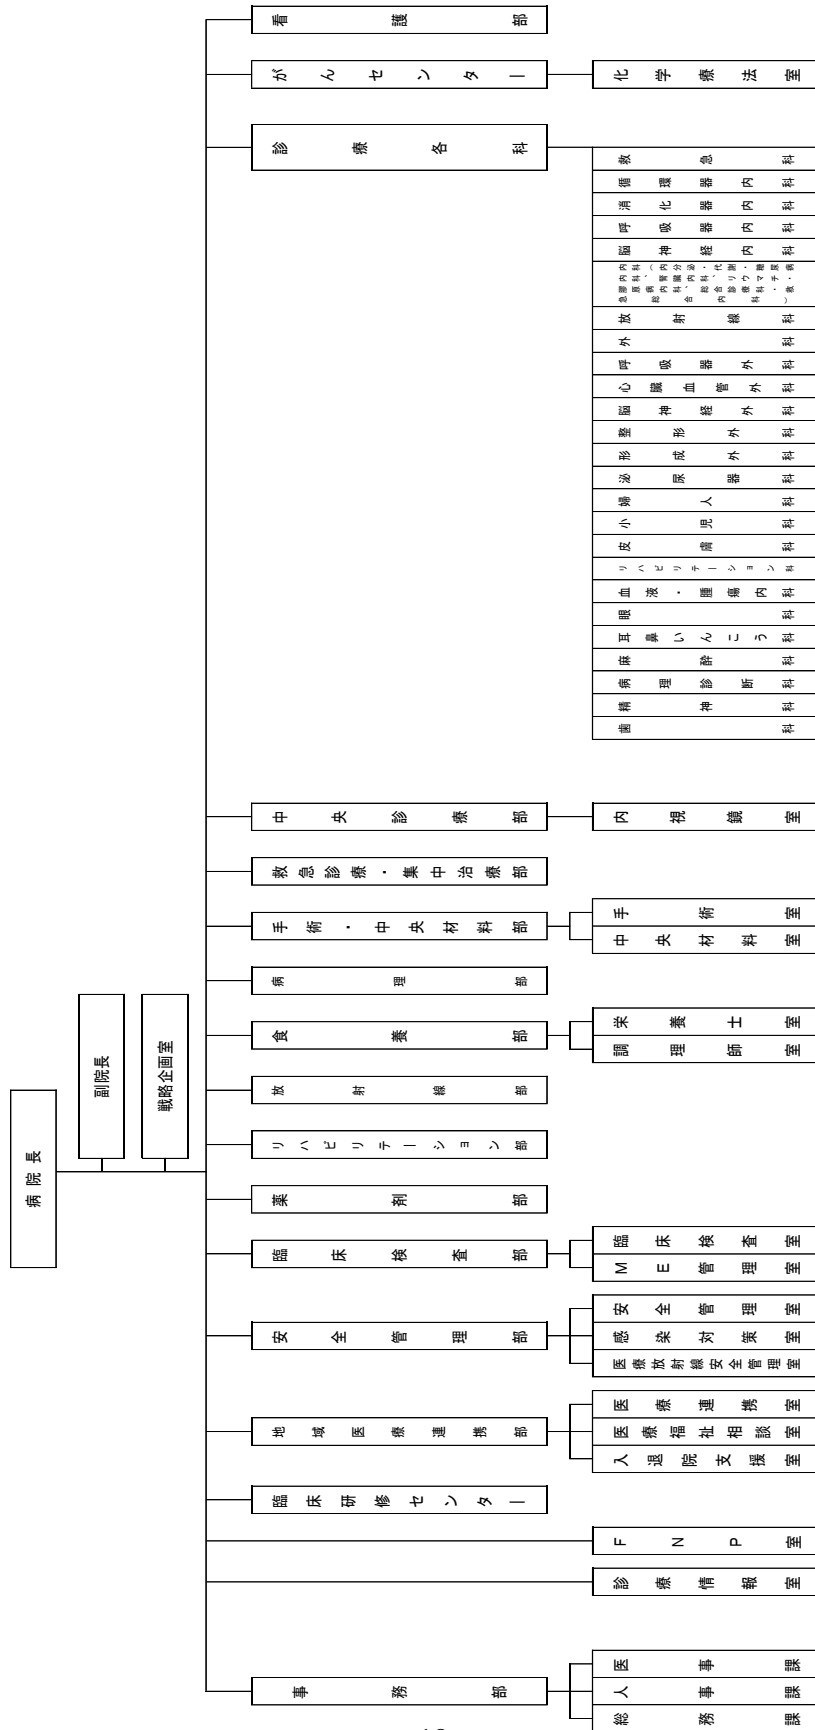 病院長
副院長
戦略企画室
看護部
がんセンター
化学療法室
診療各科
救急科
循環器内科
消化器内科
呼吸器内科
脳神経内科
放射線科
外科
呼吸器外科
心臓血管外科
脳神経外科
整形外科
形成外科
泌尿器科
婦人科
小児科
皮膚科
リハビリテーション科
血液・腫瘍内科
眼科
耳鼻いんこう科
麻酔科
病理診断科
精神科
歯科
中央診療部
内視鏡室
救急診療・集中治療部
手術・中央材料部
手術室
中央材料室
病理部
食養部
栄養士室
調理師室
放射線部
リハビリテーション部
薬剤部
臨床検査部
臨床検査室
ME管理室
安全管理部
安全管理室
感染対策室
医療放射線安全管理室
地域医療連携部
医療連携室
医療福祉相談室
入退院支援室
臨床研修センター
FNP室
診療情報室
事務部
医事課
人事課
総務課